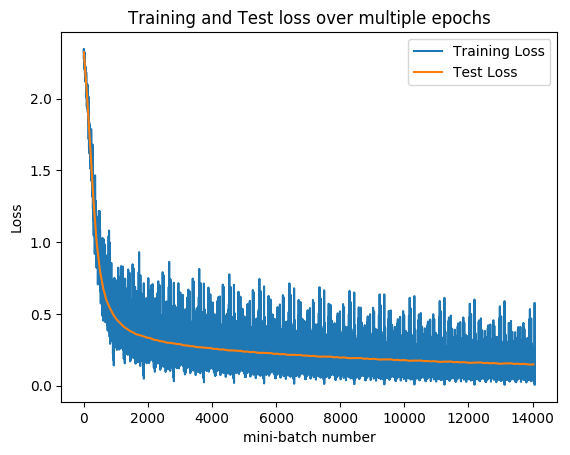 Training and Test loss over multiple epochs
Training Loss
Test Loss
2.0
1.5
1.0
0.5
0.0
Loss
0 2000 4000 6000 8000 10000 12000 14000
mini-batch number